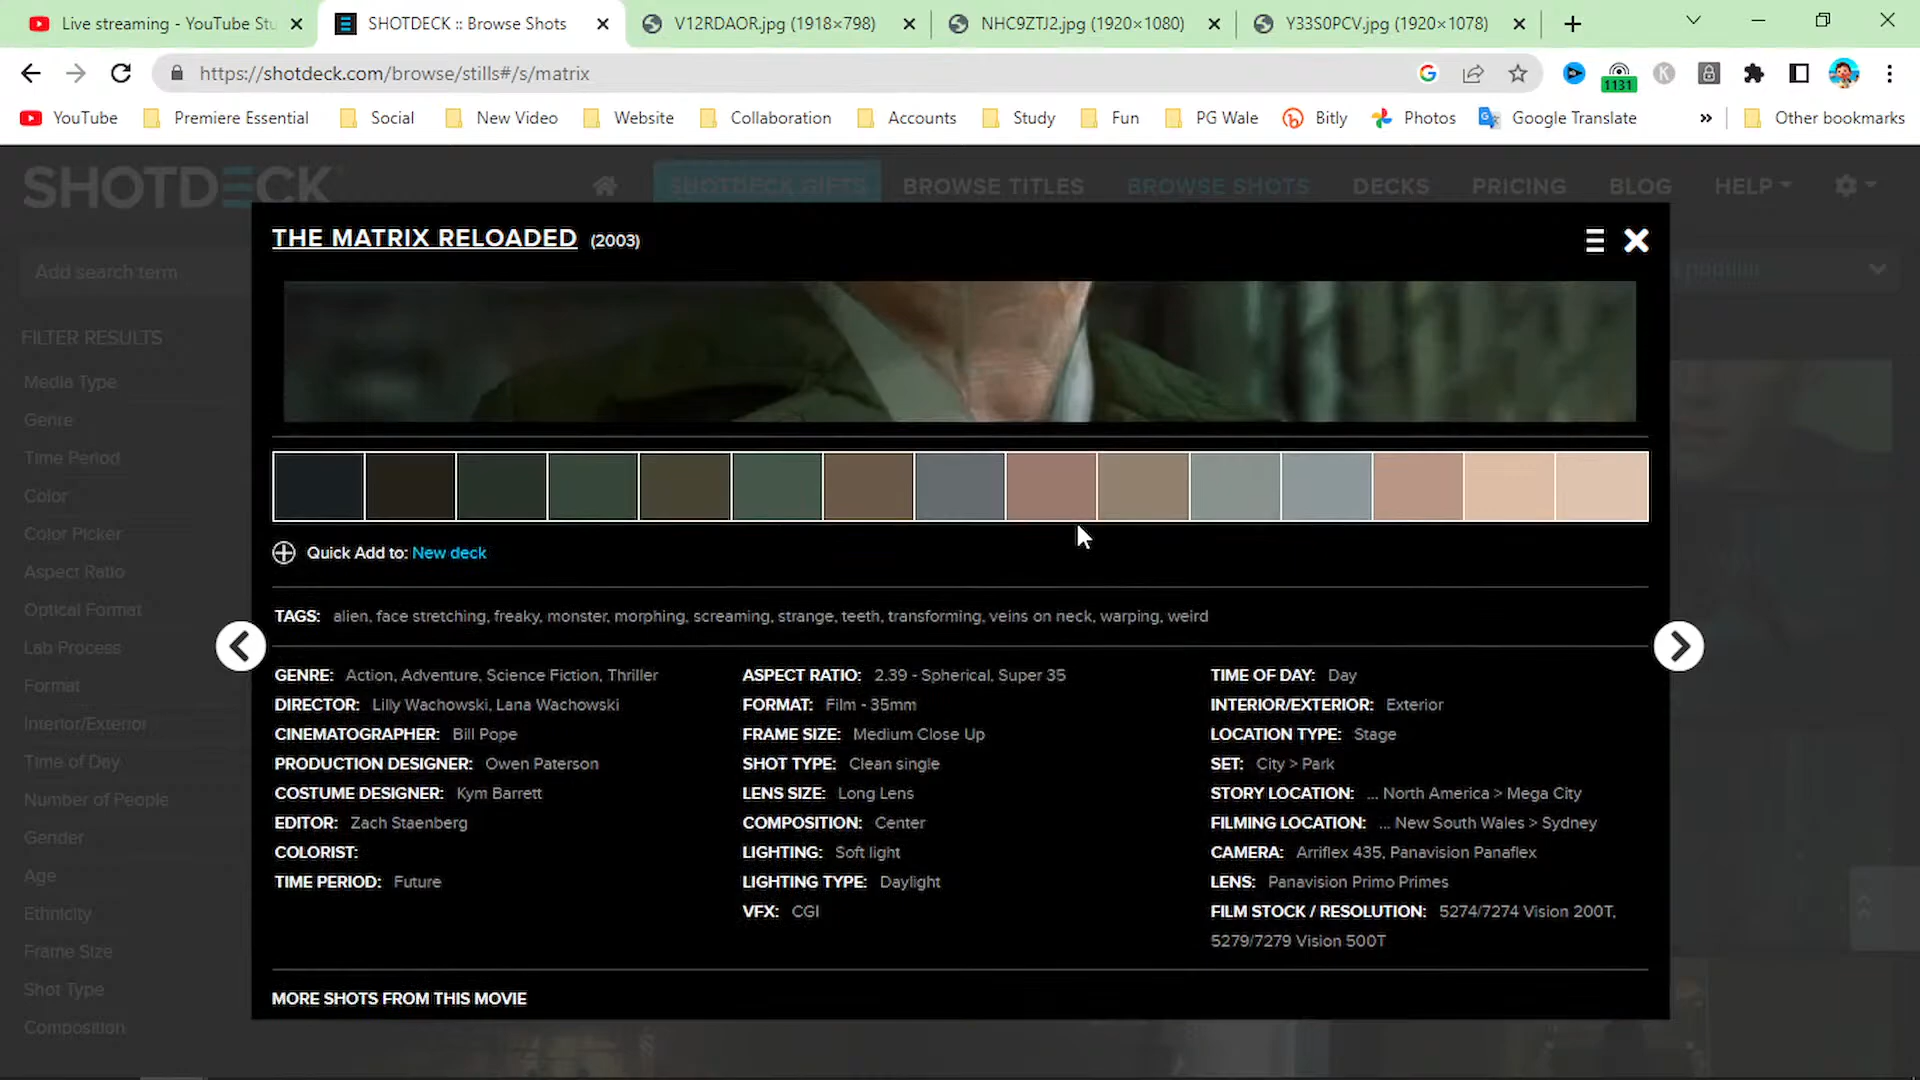 Live streaming - YouTube Stu
SHOTDECK :: Browse Shots
V12RDAOR.jpg (1918×798)
NHC9ZTJ2.jpg (1920×1080)
Y33S0PCV.jpg (1920×1078)
https://shotdeck.com/browse/stills#/s/matrix
1131
YouTube
Premiere Essential
Social
New Video
Website
Collaboration
Accounts
Study
Fun
PG Wale
Bitly
Photos
Google Translate
»
Other bookmarks
SHOTDECK
SHOTDECK GIFTS
BROWSE TITLES
BROWSE SHOTS
DECKS
PRICING
BLOG
HELP
THE MATRIX RELOADED (2003)
Add search term
popular
FILTER RESULTS
Media Type
Genre
Time Period
Color
Color Picker
Aspect Ratio
Optical Format
Lab Process
Format
Interior/Exterior
Time of Day
Number of People
Gender
Age
Ethnicity
Frame Size
Shot Type
Composition
Quick Add to: New deck
TAGS: alien, face stretching, freaky, monster, morphing, screaming, strange, teeth, transforming, veins on neck, warping, weird
GENRE: Action, Adventure, Science Fiction, Thriller
DIRECTOR: Lilly Wachowski, Lana Wachowski
CINEMATOGRAPHER: Bill Pope
PRODUCTION DESIGNER: Owen Paterson
COSTUME DESIGNER: Kym Barrett
EDITOR: Zach Staenberg
COLORIST:
TIME PERIOD: Future
ASPECT RATIO: 2.39 - Spherical, Super 35
FORMAT: Film - 35mm
FRAME SIZE: Medium Close Up
SHOT TYPE: Clean single
LENS SIZE: Long Lens
COMPOSITION: Center
LIGHTING: Soft light
LIGHTING TYPE: Daylight
VFX: CGI
TIME OF DAY: Day
INTERIOR/EXTERIOR: Exterior
LOCATION TYPE: Stage
SET: City > Park
STORY LOCATION: ... North America > Mega City
FILMING LOCATION: ... New South Wales > Sydney
CAMERA: Arriflex 435, Panavision Panaflex
LENS: Panavision Primo Primes
FILM STOCK / RESOLUTION: 5274/7274 Vision 200T,
5279/7279 Vision 500T
MORE SHOTS FROM THIS MOVIE